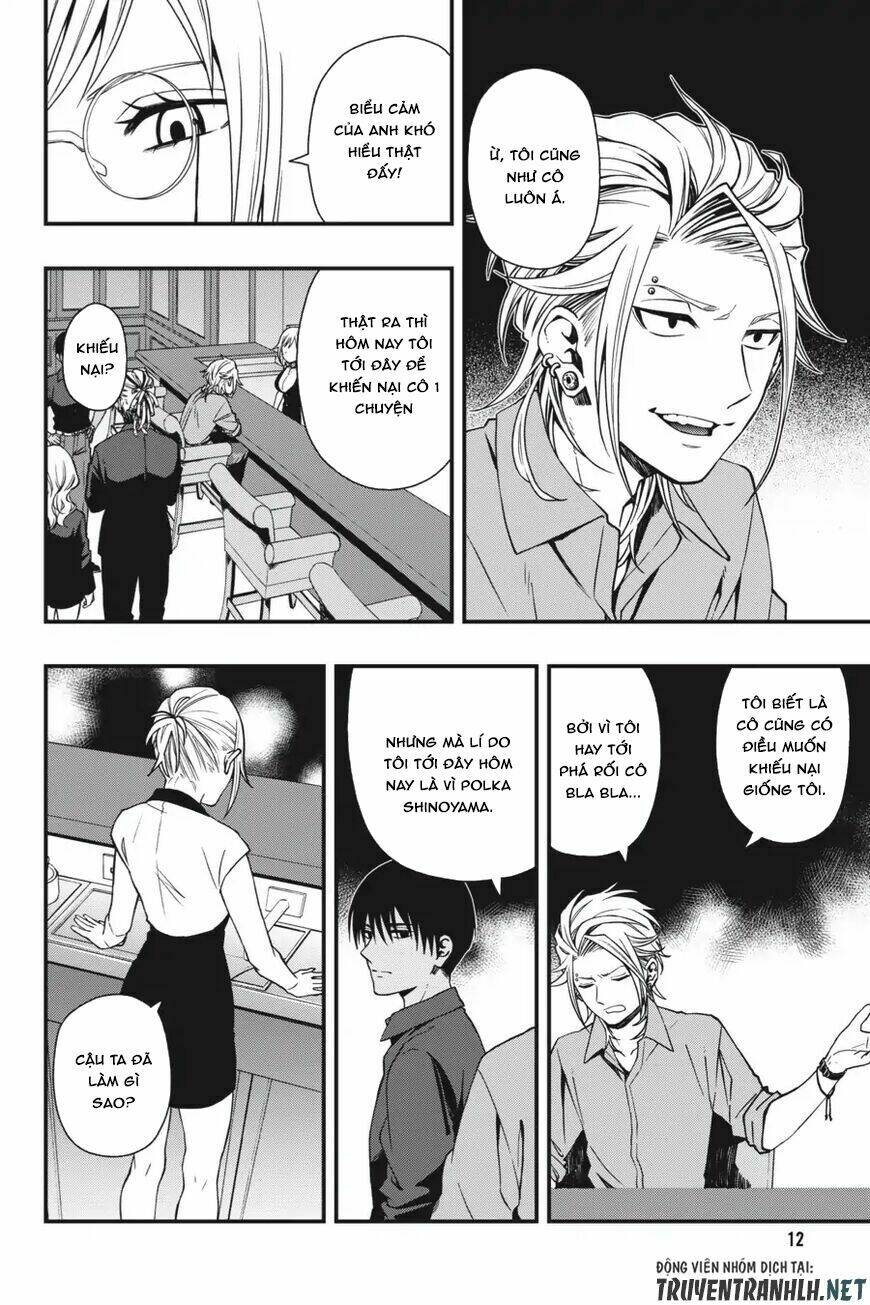 Ừ, TÔI CŨNG
NHƯ CÔ
LUÔN Á.
BIỂU CẢM
CỦA ANH KHÓ
HIỂU THẬT
ĐẤY!
THẬT RA THÌ
HÔM NAY TÔI
TỚI ĐÂY ĐỂ
KHIẾN NẠI CÔ 1
CHUYỆN
KHIẾU
NẠI?
TÔI BIẾT LÀ
CÔ CŨNG CÓ
ĐIỀU MUỐN
KHIẾU NẠI
GIỐNG TÔI.
BỞI VÌ TÔI
HAY TỚI
PHÁ RỐI CÔ
BLA BLA...
NHƯNG MÀ LÍ DO
TÔI TỚI ĐÂY HÔM
NAY LÀ VÌ POLKA
SHINOYAMA.
CẬU TA ĐÃ
LÀM GÌ
SAO?
12
ĐỘNG VIÊN NHÓM DỊCH TẠI:
TRUYENTRANHLH.NET